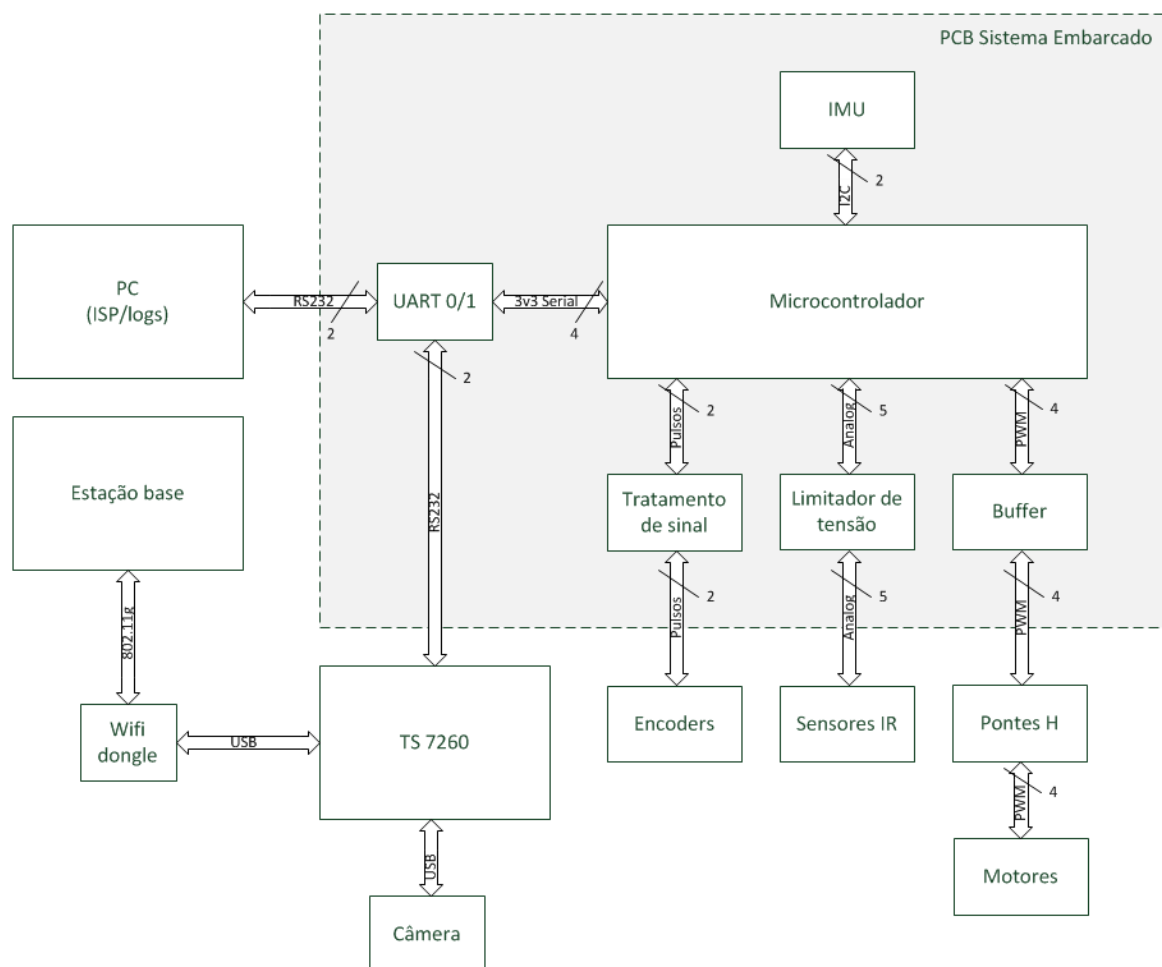 PCB Sistema Embarcado
IMU
2
I2C
PC
(ISP/logs)
RS232
2
UART 0/1
3v3 Serial
4
Microcontrolador
2
2
Pulsos
5
Analog
4
PWM
Estação base
RS232
Tratamento
de sinal
Limitador de
tensão
Buffer
2
Pulsos
5
Analog
4
PWM
802.11g
Wifi
dongle
USB
TS 7260
Encoders
Sensores IR
Pontes H
4
PWM
USB
Câmera
Motores